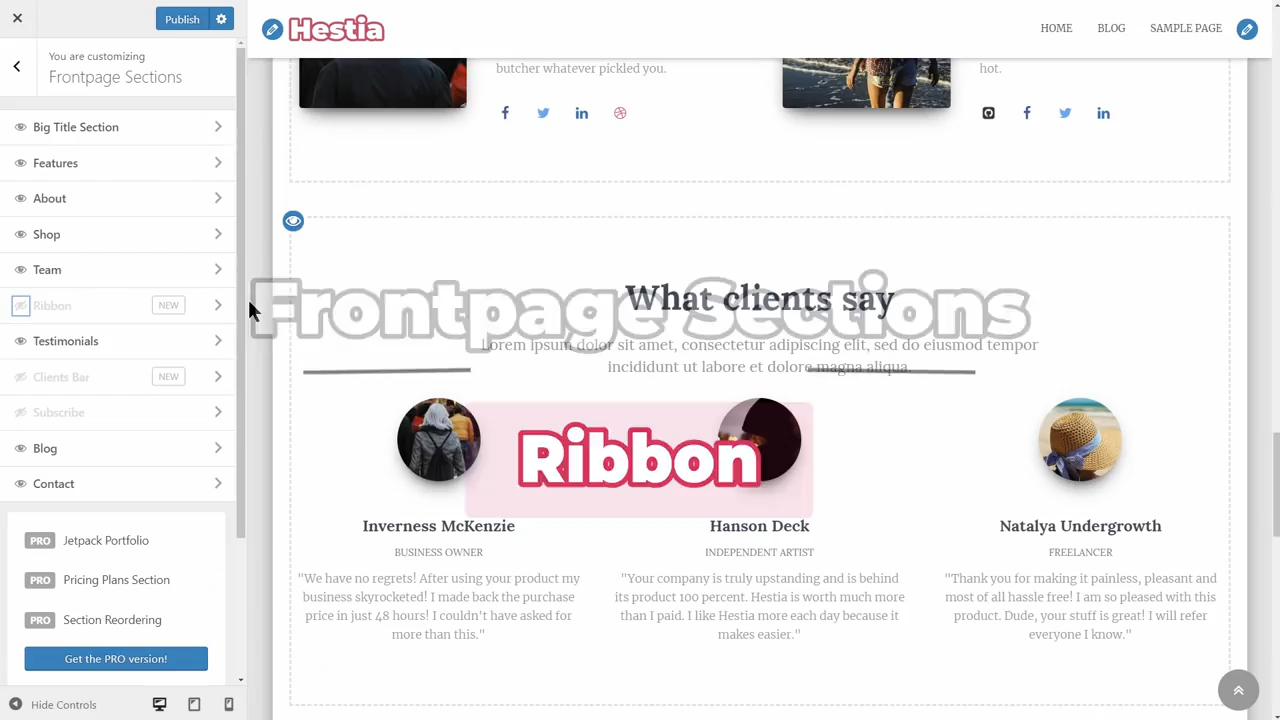 Publish
You are customizing
Frontpage Sections
Big Title Section
Features
About
Shop
Team
Ribbon NEW
Testimonials
Clients Bar NEW
Subscribe
Blog
Contact
PRO Jetpack Portfolio
PRO Pricing Plans Section
PRO Section Reordering
Get the PRO version!
Hide Controls
Hestia
HOME BLOG SAMPLE PAGE
butcher whatever pickled you.
hot.
Frontpage Sections
What clients say
Lorem ipsum dolor sit amet, consectetur adipiscing elit, sed do eiusmod tempor
incididunt ut labore et dolore magna aliqua.
Ribbon
Inverness McKenzie
BUSINESS OWNER
"We have no regrets! After using your product my
business skyrocketed! I made back the purchase
price in just 48 hours! I couldn't have asked for
more than this."
Hanson Deck
INDEPENDENT ARTIST
"Your company is truly upstanding and is behind
its product 100 percent. Hestia is worth much more
than I paid. I like Hestia more each day because it
makes easier."
Natalya Undergrowth
FREELANCER
"Thank you for making it painless, pleasant and
most of all hassle free! I am so pleased with this
product. Dude, your stuff is great! I will refer
everyone I know."